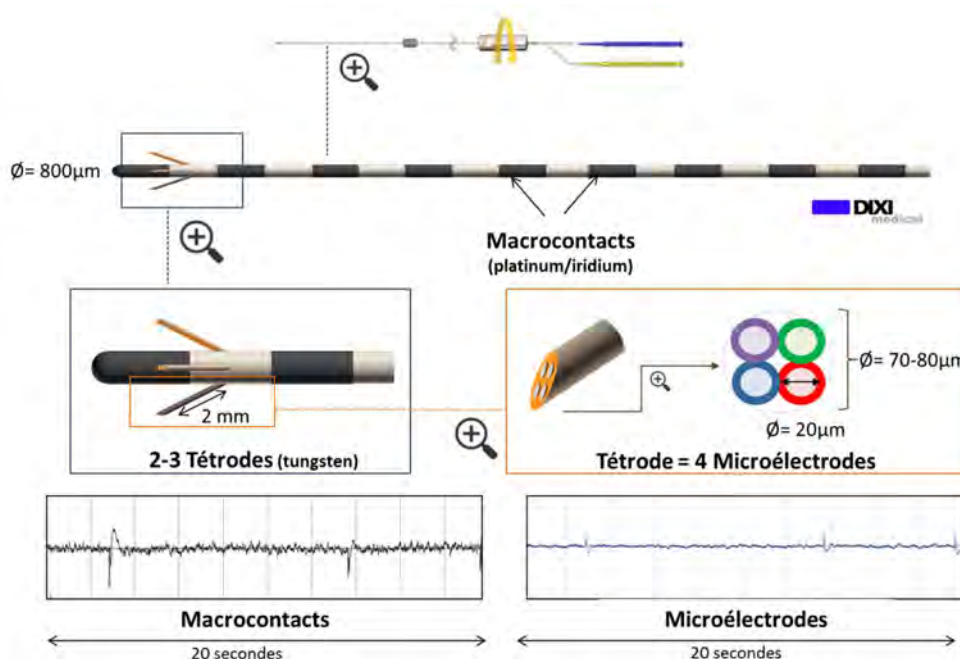 Ø= 800µm
DIXI
medical
Macrocontacts
(platinum/iridium)
2 mm
2-3 Tétrodes (tungsten)
Ø= 70-80µm
Ø= 20µm
Tétrode = 4 Microélectrodes
Macrocontacts
20 secondes
Microélectrodes
20 secondes